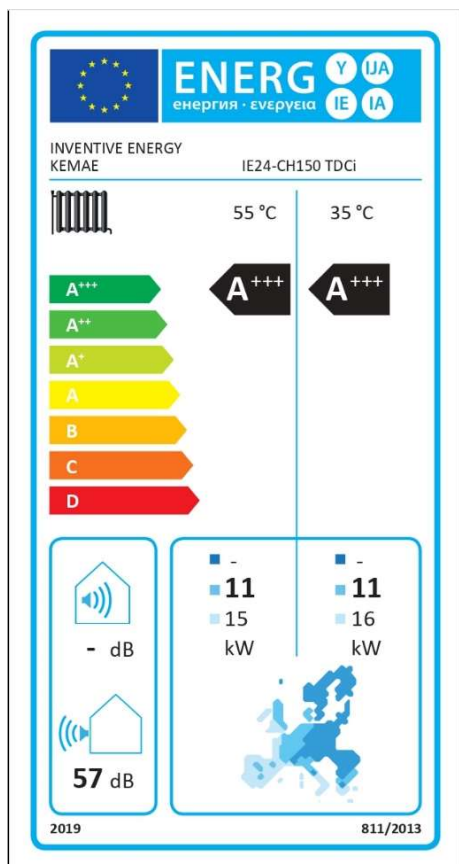 ENERG Y IJA
енергия · ενεργεια IE IA
INVENTIVE ENERGY
KEMAE IE24-CH150 TDCi
55 °C 35 °C
A+++ A+++
A+++
A++
A+
A
B
C
D
- -
11 11
15 16
kW kW
- dB
57 dB
2019 811/2013